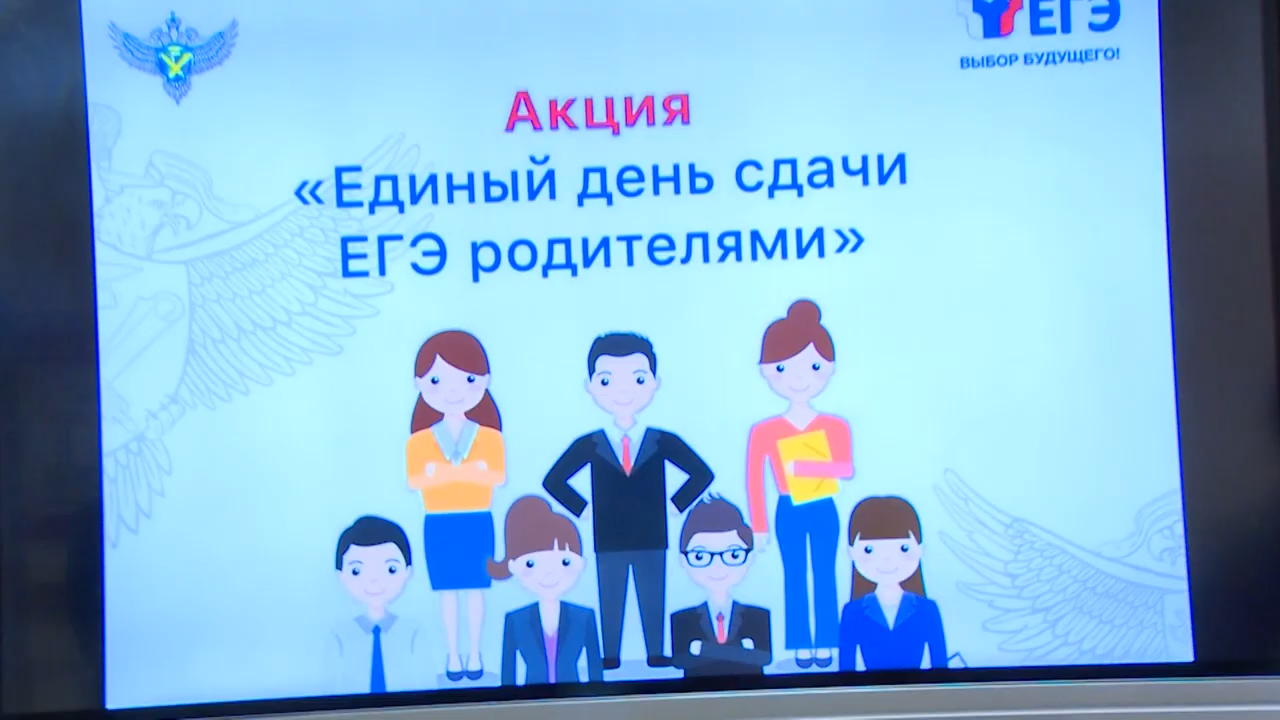 ЕГЭ
ВЫБОР БУДУЩЕГО!
Акция
«Единый день сдачи
ЕГЭ родителями»